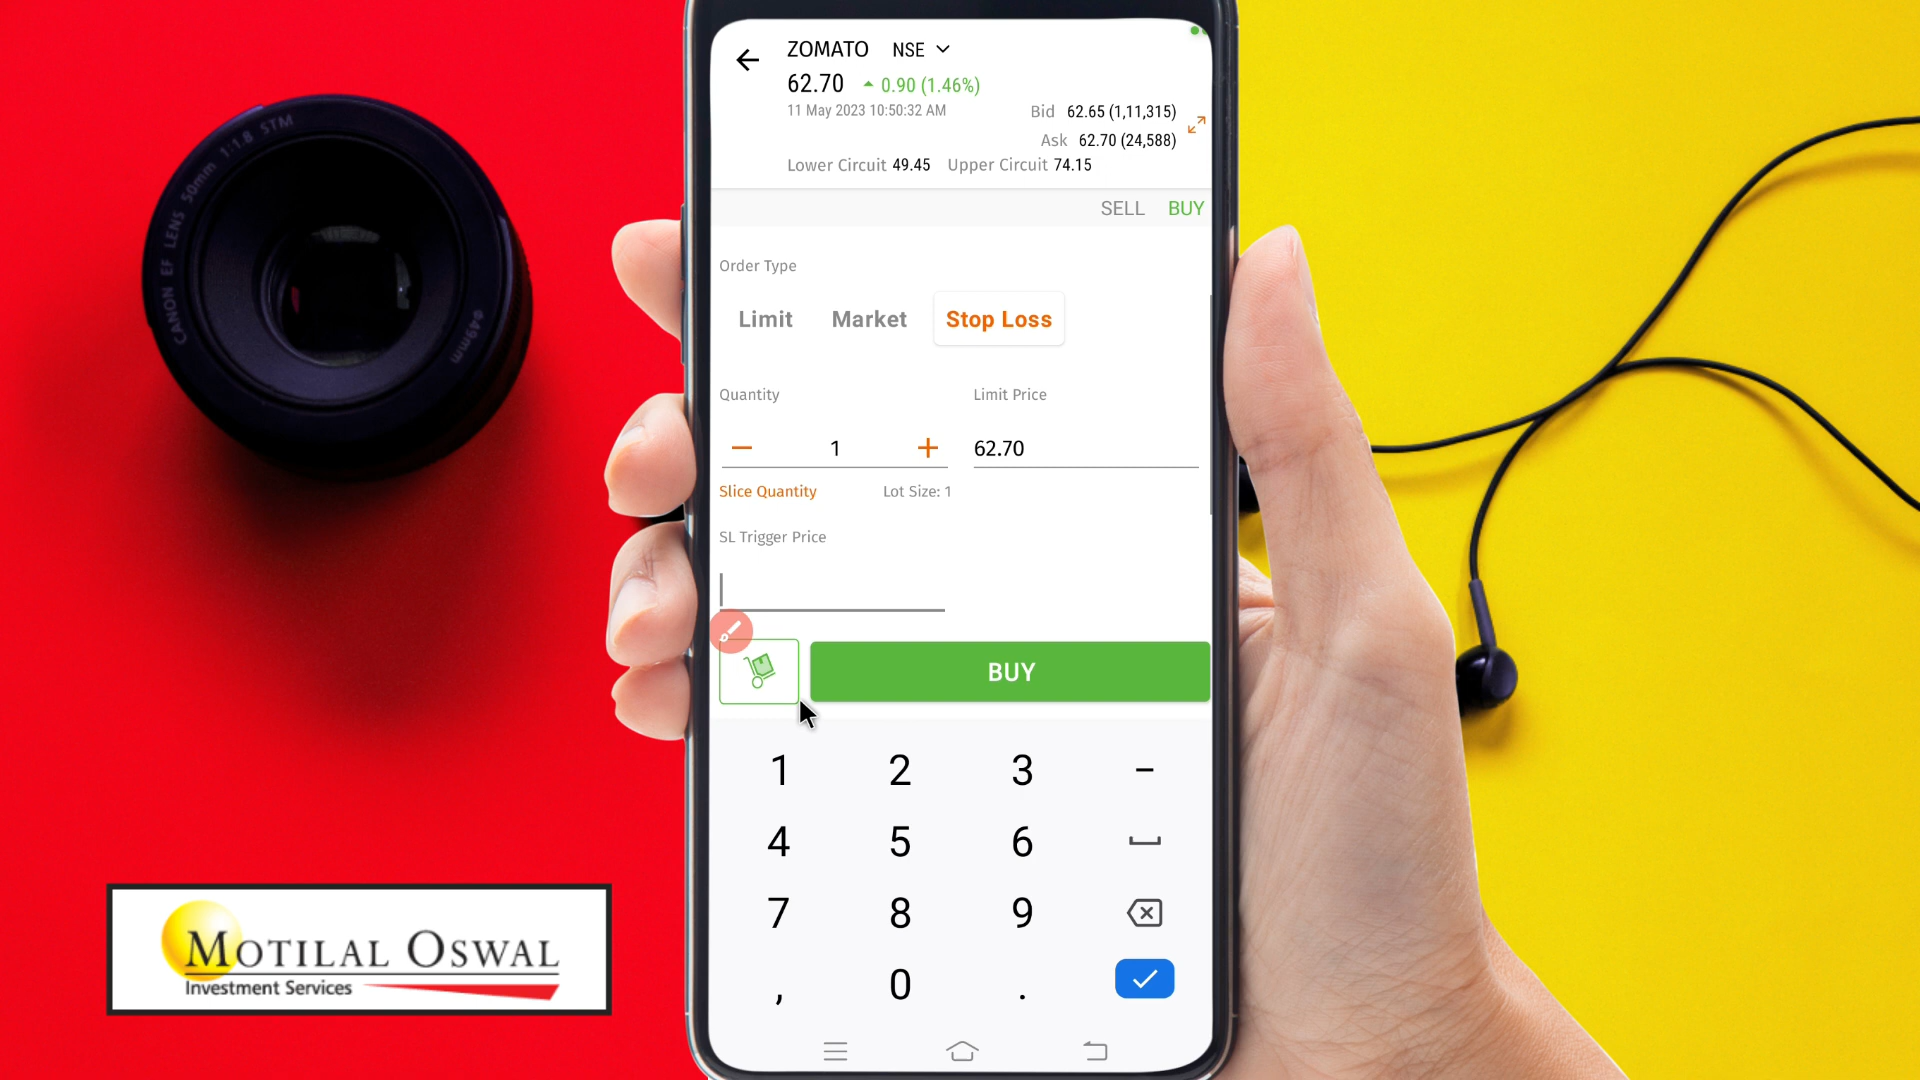 ZOMATO NSE
62.70 0.90 (1.46%)
11 May 2023 10:50:32 AM
Bid 62.65 (1,11,315)
Ask 62.70 (24,588)
Lower Circuit 49.45 Upper Circuit 74.15
SELL BUY
Order Type
Limit Market Stop Loss
Quantity Limit Price
− 1 + 62.70
Slice Quantity Lot Size: 1
SL Trigger Price
BUY
1 2 3 -
4 5 6
7 8 9
, 0 .
CANON EF LENS 50mm 1:1.8 STM
ϕ49mm
MOTILAL OSWAL
Investment Services